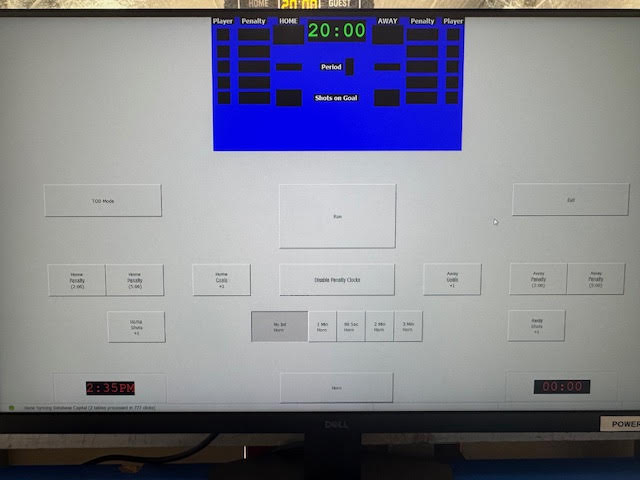 HOME 20:00 GUEST
Player Penalty HOME 20:00 AWAY Penalty Player
Period
Shots on Goal
TOD Mode
Run
Exit
Home
Penalty
(2:00)
Home
Penalty
(5:00)
Home
Goals
+1
Disable Penalty Clocks
Away
Goals
+1
Away
Penalty
(2:00)
Away
Penalty
(5:00)
Home
Shots
+1
No Int
Horn
1 Min
Horn
90 Sec
Horn
2 Min
Horn
3 Min
Horn
Away
Shots
+1
2:35PM
Horn
00:00
DELL
POWER